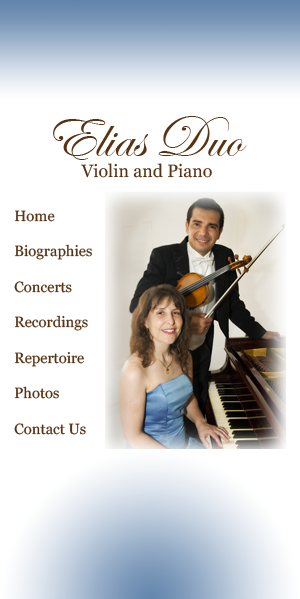 Elias Duo
Violin and Piano
Home
Biographies
Concerts
Recordings
Repertoire
Photos
Contact Us